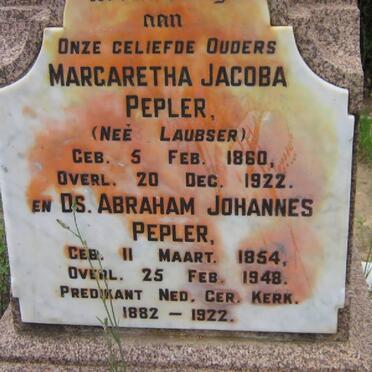 aan
Onze geliefde Ouders
Margaretha Jacoba
Pepler,
(Neë Laubser)
Geb. 5 Feb. 1860,
Overl. 20 Dec. 1922.
en Ds. Abraham Johannes
Pepler,
Geb. 11 Maart. 1854,
Overl. 25 Feb. 1948.
Predikant Ned. Ger. Kerk.
1882 – 1922.